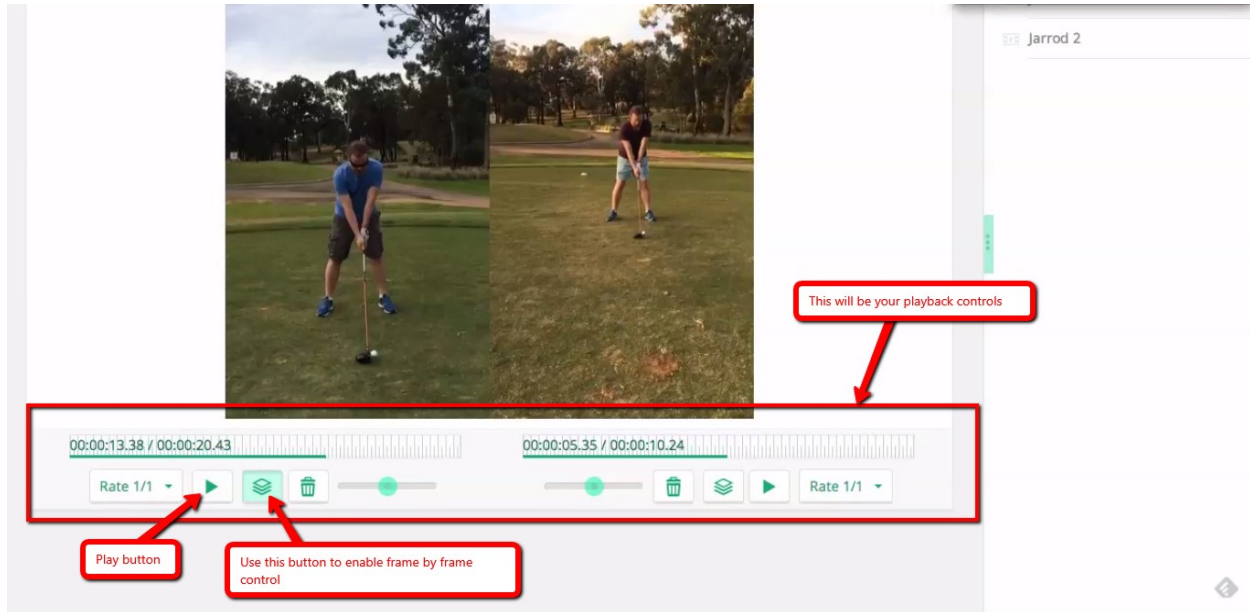 Jarrod 2
This will be your playback controls
00:00:13.38 / 00:00:20.43
00:00:05.35 / 00:00:10.24
Rate 1/1
Rate 1/1
Play button
Use this button to enable frame by frame
control